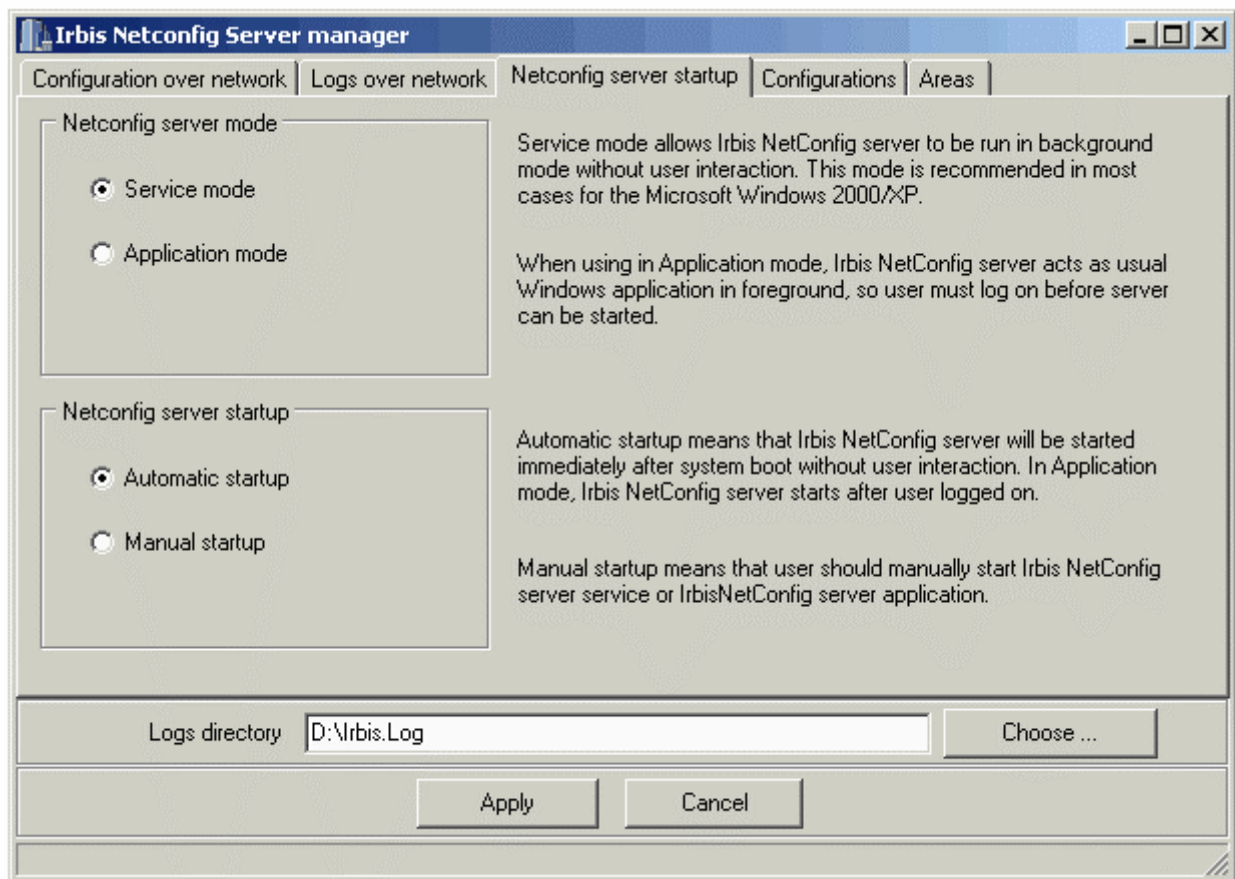 Irbis Netconfig Server manager
Configuration over network
Logs over network
Netconfig server startup
Configurations
Areas
Netconfig server mode
Service mode
Application mode
Service mode allows Irbis NetConfig server to be run in background
mode without user interaction. This mode is recommended in most
cases for the Microsoft Windows 2000/XP.
When using in Application mode, Irbis NetConfig server acts as usual
Windows application in foreground, so user must log on before server
can be started.
Netconfig server startup
Automatic startup
Manual startup
Automatic startup means that Irbis NetConfig server will be started
immediately after system boot without user interaction. In Application
mode, Irbis NetConfig server starts after user logged on.
Manual startup means that user should manually start Irbis NetConfig
server service or IrbisNetConfig server application.
Logs directory
D:\Irbis.Log
Choose ...
Apply
Cancel